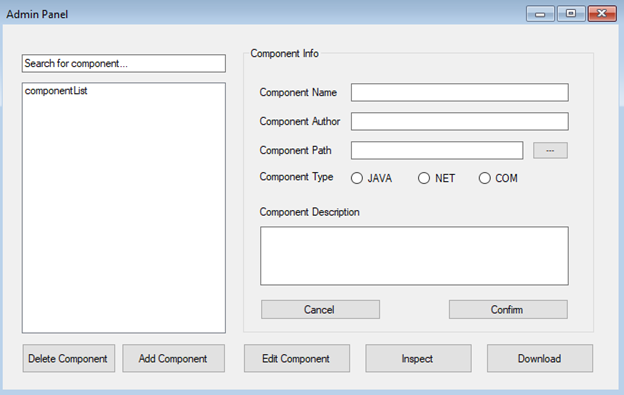 Admin Panel
Search for component...
componentList
Component Info
Component Name
Component Author
Component Path
...
Component Type
JAVA
NET
COM
Component Description
Cancel
Confirm
Delete Component
Add Component
Edit Component
Inspect
Download